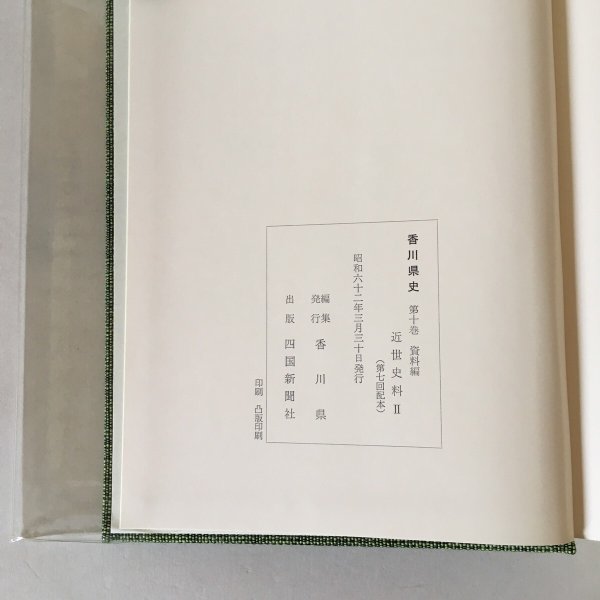 香川県史 第十巻 資料編
近世史料Ⅱ
(第七回配本)
昭和六十二年三月三十日発行
編集
発行 香川県
出版 四国新聞社
印刷 凸版印刷